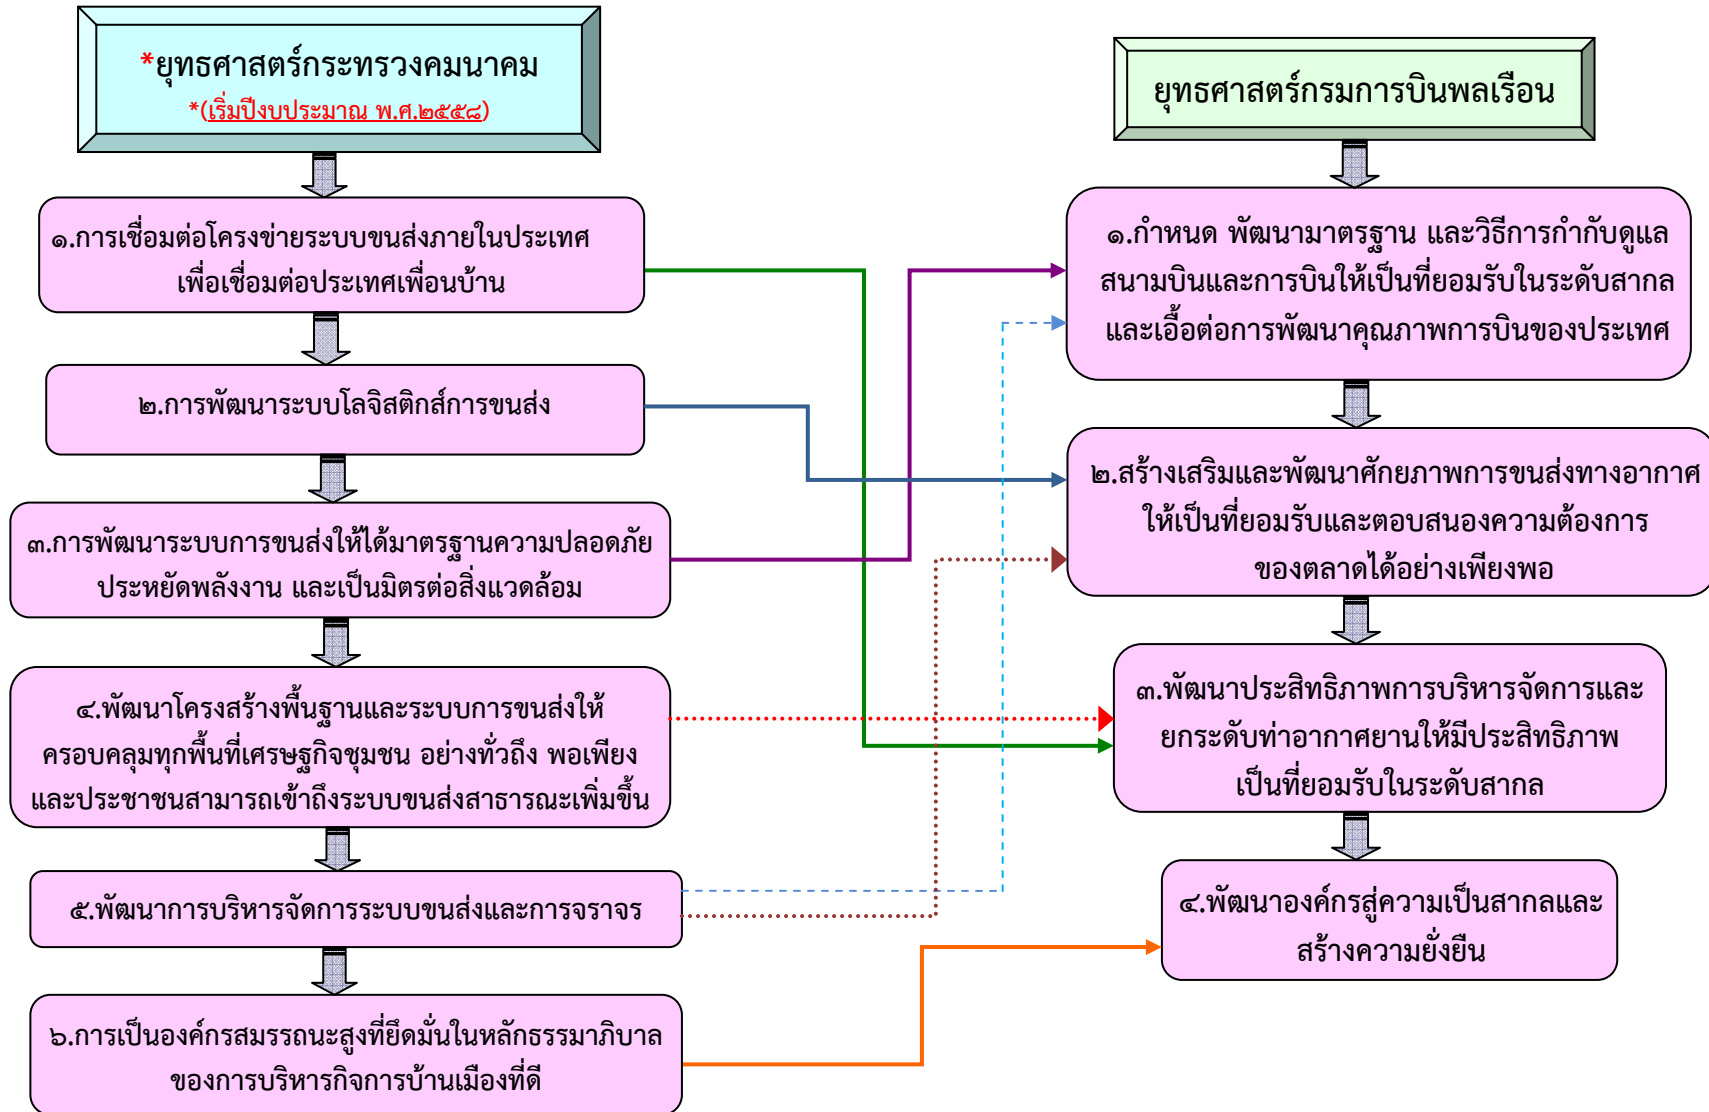 *ยุทธศาสตร์กระทรวงคมนาคม
*(เริ่มปีงบประมาณ พ.ศ.๒๕๕๘)
๑.การเชื่อมต่อโครงข่ายระบบขนส่งภายในประเทศ
เพื่อเชื่อมต่อประเทศเพื่อนบ้าน
๒.การพัฒนาระบบโลจิสติกส์การขนส่ง
๓.การพัฒนาระบบการขนส่งให้ได้มาตรฐานความปลอดภัย
ประหยัดพลังงาน และเป็นมิตรต่อสิ่งแวดล้อม
๔.พัฒนาโครงสร้างพื้นฐานและระบบการขนส่งให้
ครอบคลุมทุกพื้นที่เศรษฐกิจชุมชน อย่างทั่วถึง พอเพียง
และประชาชนสามารถเข้าถึงระบบขนส่งสาธารณะเพิ่มขึ้น
๕.พัฒนาการบริหารจัดการระบบขนส่งและการจราจร
๖.การเป็นองค์กรสมรรถนะสูงที่ยึดมั่นในหลักธรรมาภิบาล
ของการบริหารกิจการบ้านเมืองที่ดี
ยุทธศาสตร์กรมการบินพลเรือน
๑.กำหนด พัฒนามาตรฐาน และวิธีการกำกับดูแล
สนามบินและการบินให้เป็นที่ยอมรับในระดับสากล
และเอื้อต่อการพัฒนาคุณภาพการบินของประเทศ
๒.สร้างเสริมและพัฒนาศักยภาพการขนส่งทางอากาศ
ให้เป็นที่ยอมรับและตอบสนองความต้องการ
ของตลาดได้อย่างเพียงพอ
๓.พัฒนาประสิทธิภาพการบริหารจัดการและ
ยกระดับท่าอากาศยานให้มีประสิทธิภาพ
เป็นที่ยอมรับในระดับสากล
๔.พัฒนาองค์กรสู่ความเป็นสากลและ
สร้างความยั่งยืน